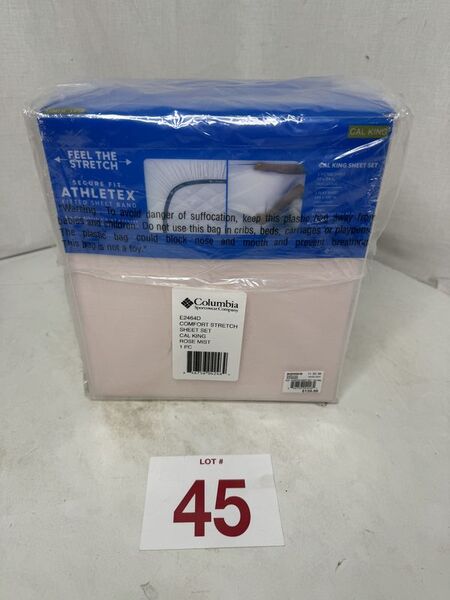 CAL KING
FEEL THE
STRETCH
SECURE FIT
ATHLETEX
FITTED SHEET BAND
CAL KING SHEET SET
Warning: To avoid danger of suffocation, keep this plastic bag away from
babies and children. Do not use this bag in cribs, beds, carriages or playpens.
The plastic bag could block nose and mouth and prevent breathing.
This bag is not a toy."
Columbia
Sportswear Company
E2464D
COMFORT STRETCH
SHEET SET
CAL KING
ROSE MIST
1 PC
LOT #
45